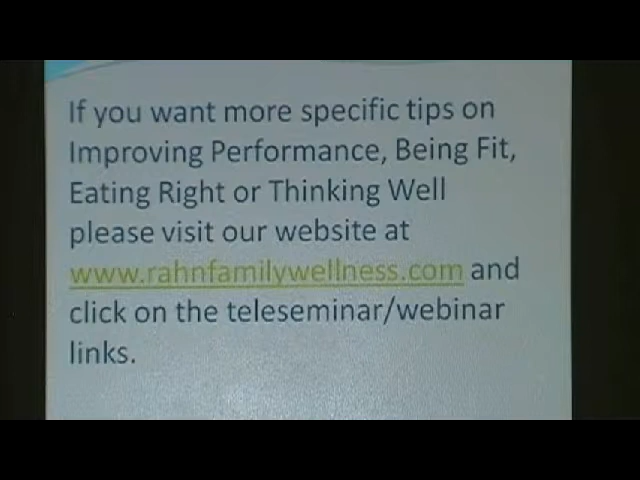 If you want more specific tips on
Improving Performance, Being Fit,
Eating Right or Thinking Well
please visit our website at
www.rahnfamilywellness.com and
click on the teleseminar/webinar
links.